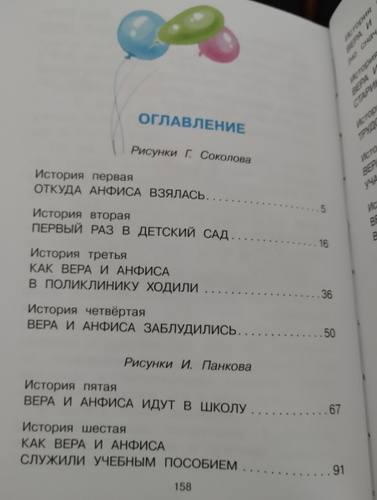 ОГЛАВЛЕНИЕ
Рисунки Г. Соколова
История первая
ОТКУДА АНФИСА ВЗЯЛАСЬ 5
История вторая
ПЕРВЫЙ РАЗ В ДЕТСКИЙ САД 16
История третья
КАК ВЕРА И АНФИСА
В ПОЛИКЛИНИКУ ХОДИЛИ 36
История четвёртая
ВЕРА И АНФИСА ЗАБЛУДИЛИСЬ 50
Рисунки И. Панкова
История пятая
ВЕРА И АНФИСА ИДУТ В ШКОЛУ 67
История шестая
КАК ВЕРА И АНФИСА
СЛУЖИЛИ УЧЕБНЫМ ПОСОБИЕМ 91
158